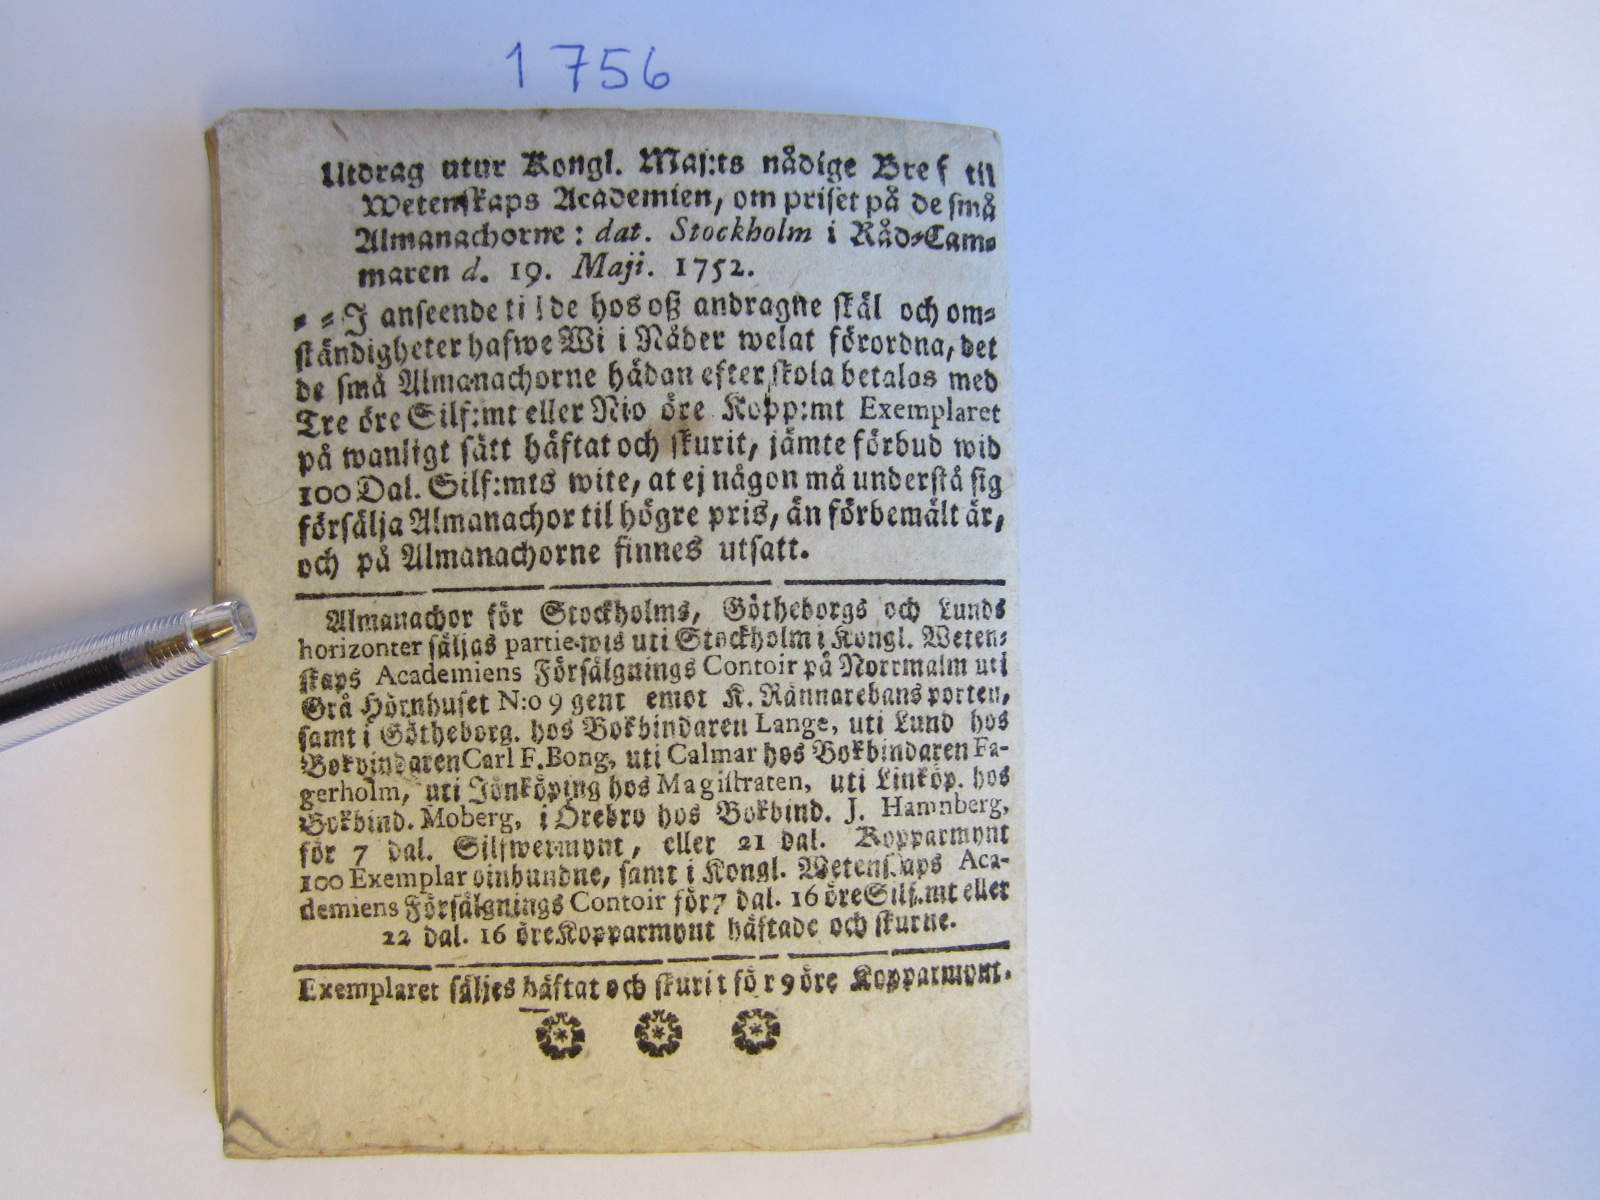 1756
Utdrag utur Kongl. Maj:ts nådige Bref til
Wetenskaps Academien, om priset på de små
Almanachorne: dat. Stockholm i Råd-Cam-
maren d. 19. Maji. 1752.
- - I anseende til de hos oß andragne skäl och om-
ständigheter hafwe Wi i Nåder welat förordna, det
de små Almanachorne hädan efter skola betalas med
Tre öre Silf:mt eller Nio öre Kopp:mt Exemplaret
på wanligt sätt häftat och skurit, jämte förbud wid
100 Dal. Silf:mts wite, at ej någon må understå sig
försälja Almanachor til högre pris, än förbemält är,
och på Almanachorne finnes utsatt.
Almanachor för Stockholms, Götheborgs och Lunds
horizonter säljas partie-wis uti Stockholm i Kongl. Weten-
skaps Academiens Försälgnings Contoir på Norrmalm uti
Grå Hörnhuset N:o 9 gent emot K. Rännarebans porten,
samt i Götheborg. hos Bokbindaren Lange, uti Lund hos
Bokbindaren Carl F. Bong, uti Calmar hos Bokbindaren Fa-
gerholm, uti Jönköping hos Magistraten, uti Linköp. hos
Bokbind. Moberg, i Örebro hos Bokbind. J. Hamnberg,
för 7 dal. Silfwermynt, eller 21 dal. Kopparmynt
100 Exemplar oinbundne, samt i Kongl. Wetenskaps Aca-
demiens Försälgnings Contoir för 7 dal. 16 öre Silf.mt eller
22 dal. 16 öre Kopparmynt häftade och skurne.
Exemplaret säljes häftat och skurit för 9 öre Kopparmynt.